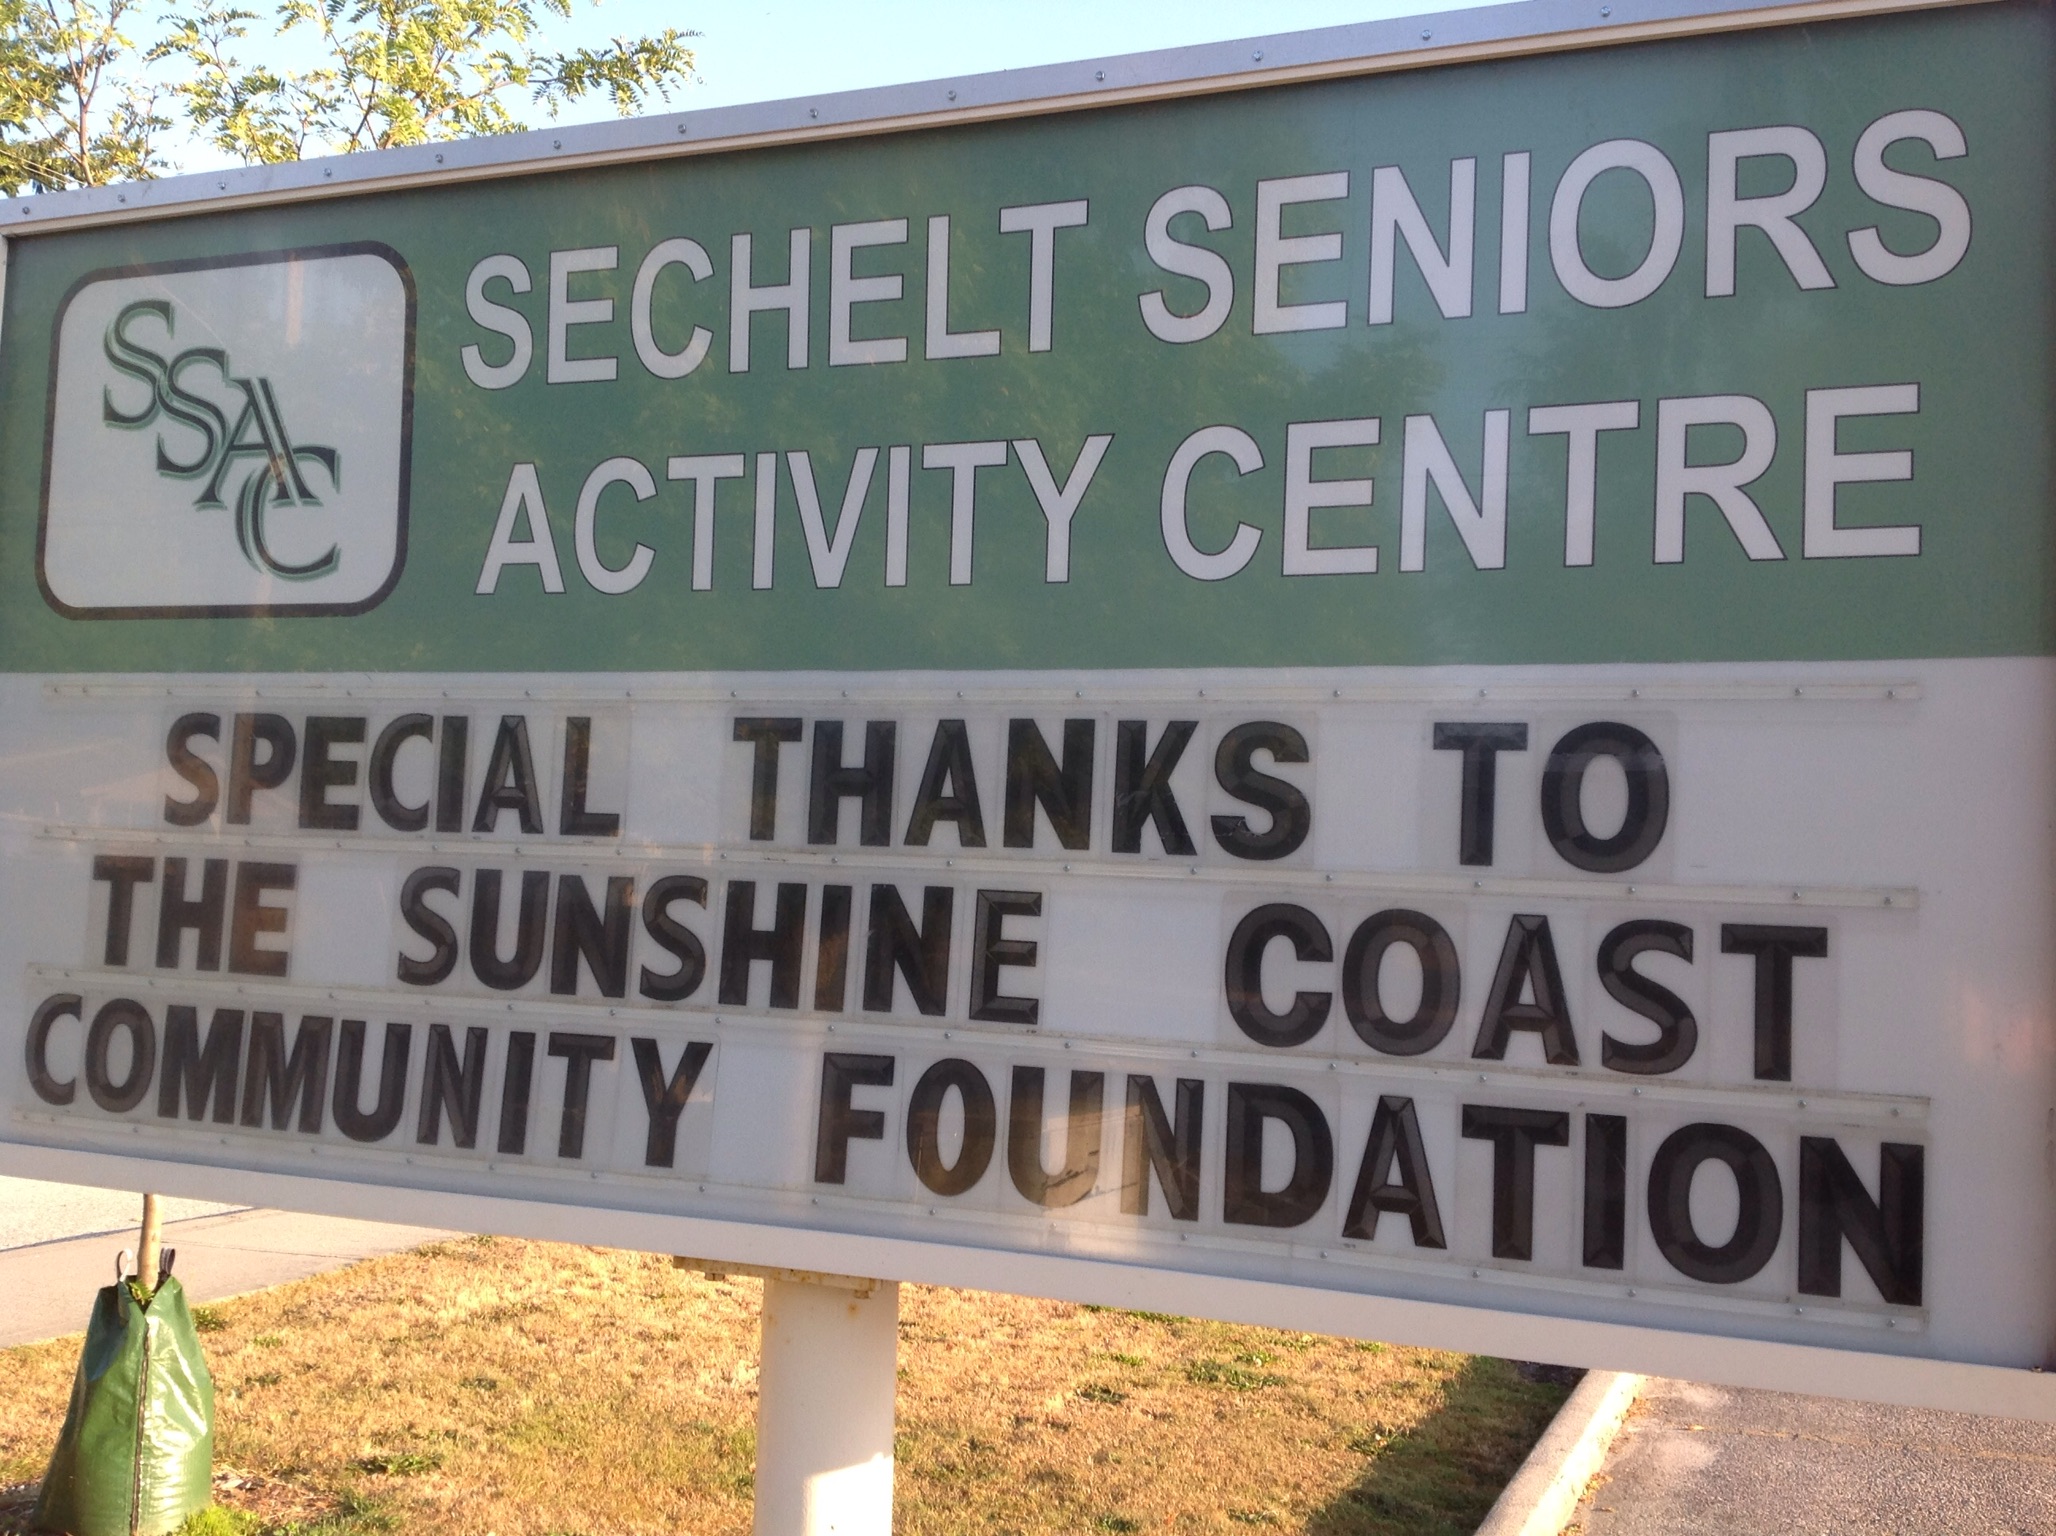 SSAC
SECHELT SENIORS
ACTIVITY CENTRE
SPECIAL THANKS TO
THE SUNSHINE COAST
COMMUNITY FOUNDATION